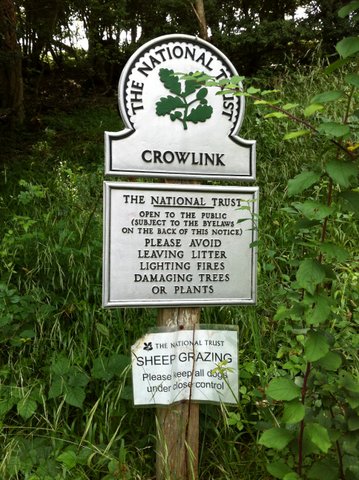 THE NATIONAL TRUST
CROWLINK
THE NATIONAL TRUST
OPEN TO THE PUBLIC
(SUBJECT TO THE BYELAWS
ON THE BACK OF THIS NOTICE)
PLEASE AVOID
LEAVING LITTER
LIGHTING FIRES
DAMAGING TREES
OR PLANTS
THE NATIONAL TRUST
SHEEP GRAZING
Please keep all dogs
under close control